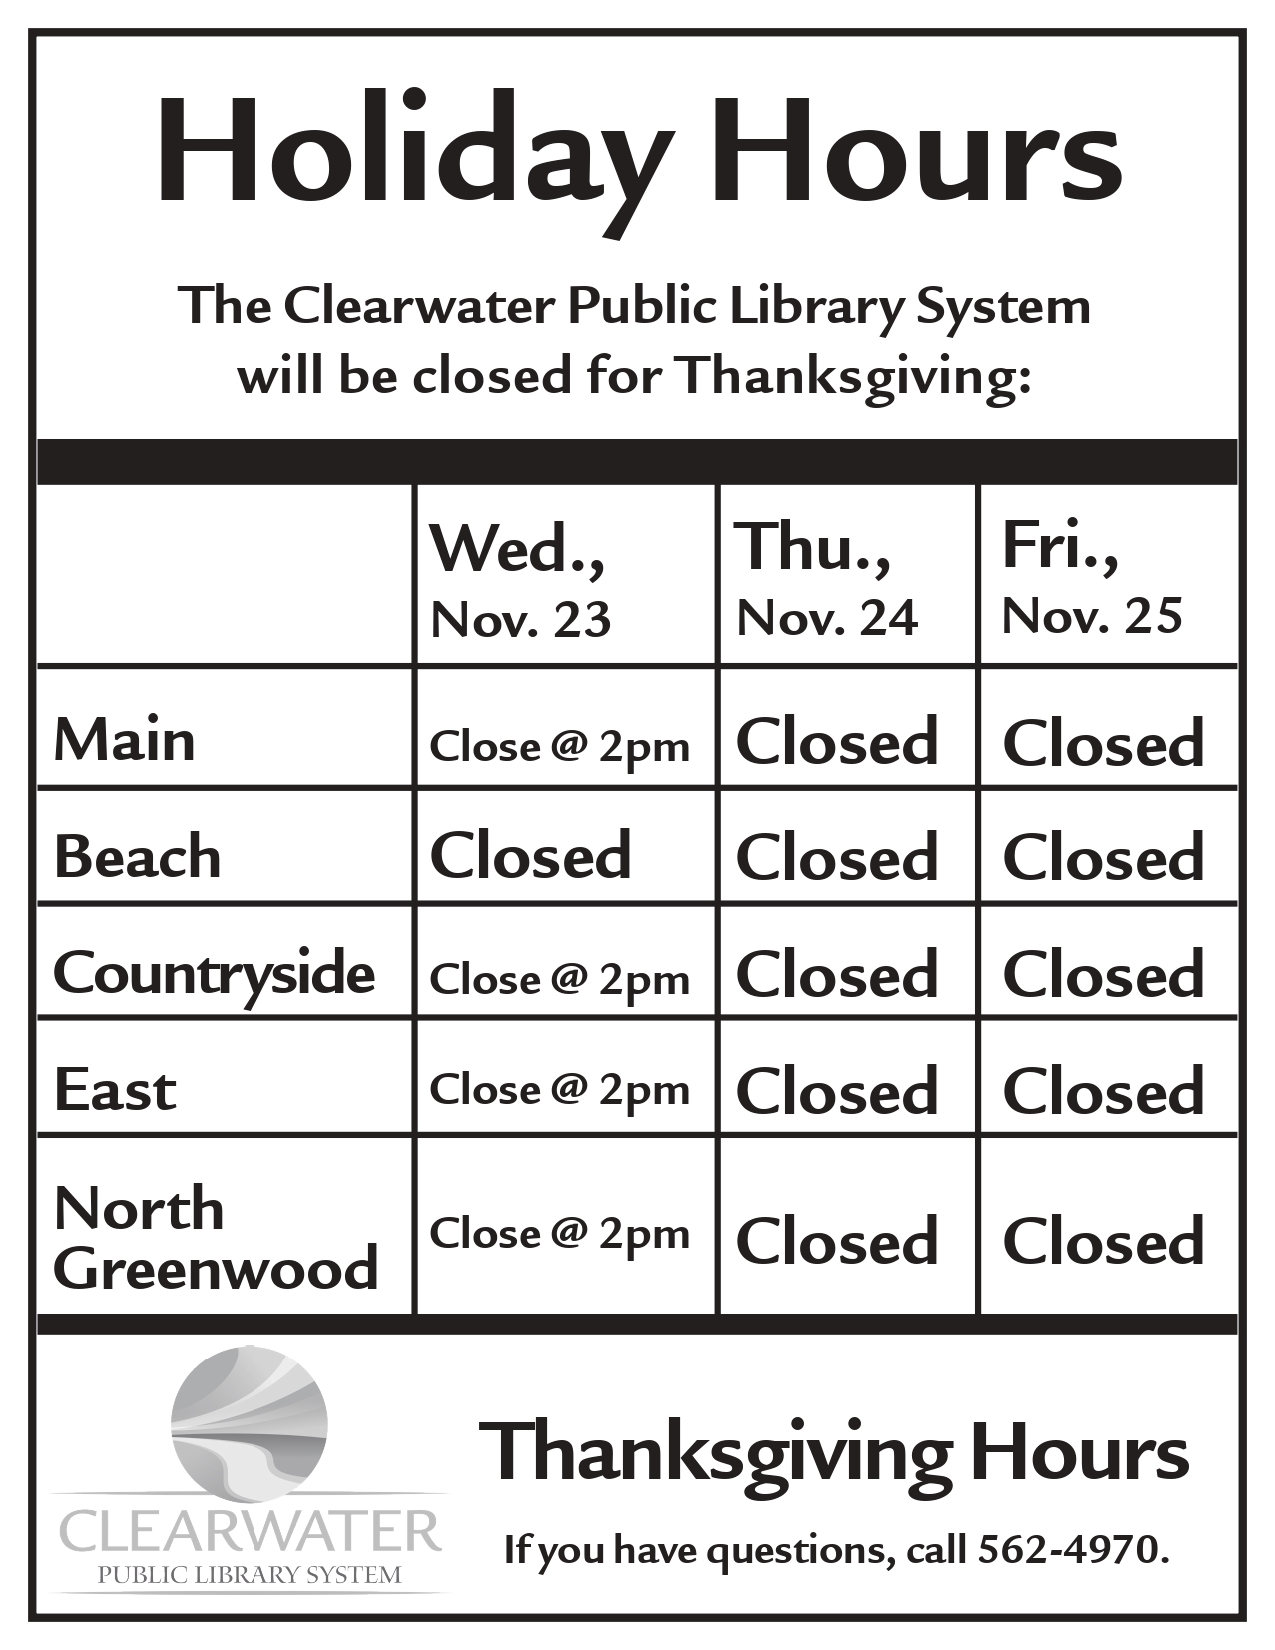 Holiday Hours
The Clearwater Public Library System
will be closed for Thanksgiving:
Wed., Thu., Fri.,
Nov. 23 Nov. 24 Nov. 25
Main Close @ 2pm Closed Closed
Beach Closed Closed Closed
Countryside Close @ 2pm Closed Closed
East Close @ 2pm Closed Closed
North
Greenwood Close @ 2pm Closed Closed
CLEARWATER
PUBLIC LIBRARY SYSTEM
Thanksgiving Hours
If you have questions, call 562-4970.